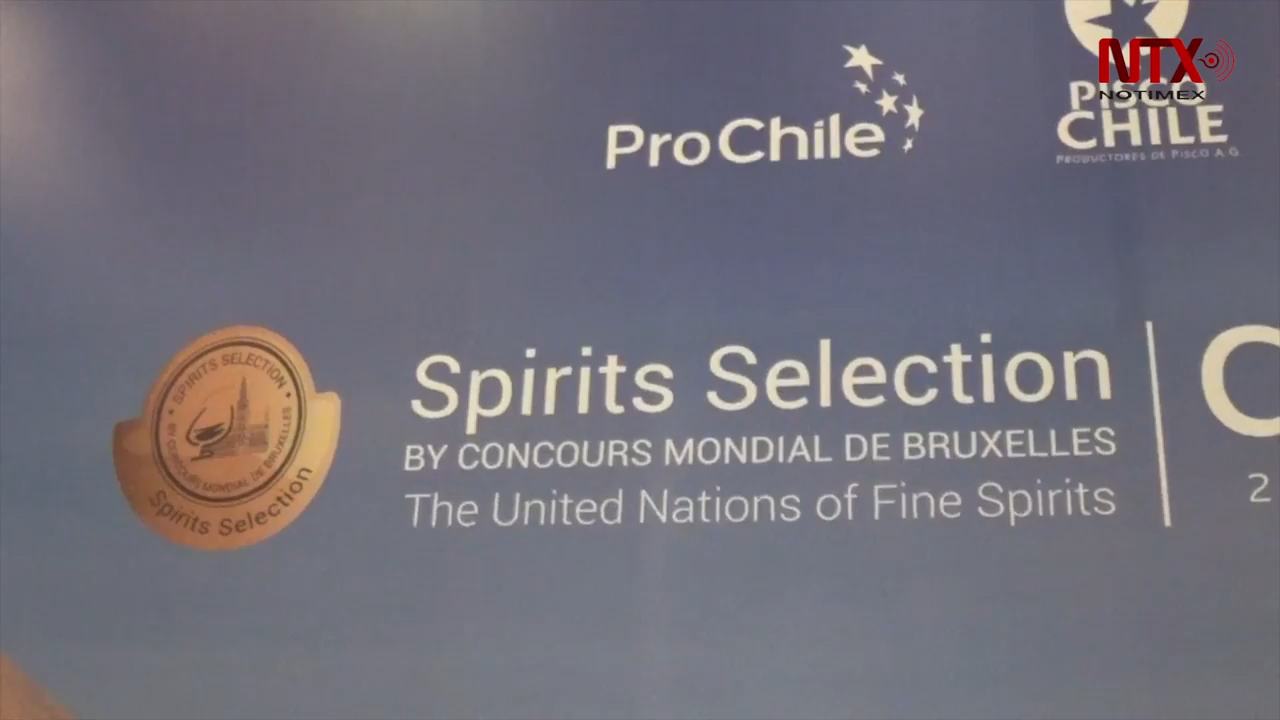 NTX
NOTIMEX
ProChile
PISCO
CHILE
PRODUCTORES DE PISCO A.G.
SPIRITS SELECTION
BY CONCOURS MONDIAL DE BRUXELLES
Spirits Selection
Spirits Selection
BY CONCOURS MONDIAL DE BRUXELLES
The United Nations of Fine Spirits
C
2